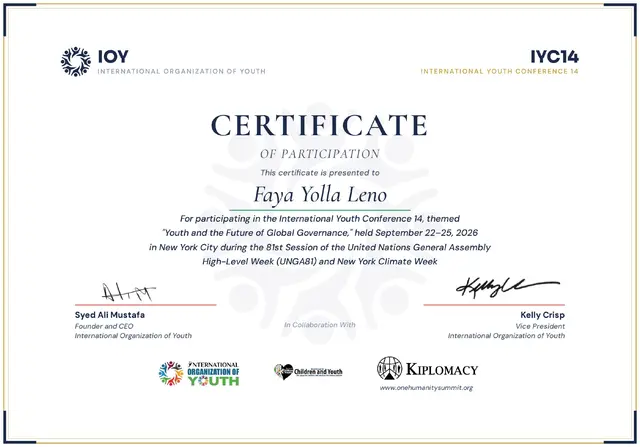 IOY
INTERNATIONAL ORGANIZATION OF YOUTH
IYC14
INTERNATIONAL YOUTH CONFERENCE 14
CERTIFICATE
OF PARTICIPATION
This certificate is presented to
Faya Yolla Leno
For participating in the International Youth Conference 14, themed
"Youth and the Future of Global Governance," held September 22–25, 2026
in New York City during the 81st Session of the United Nations General Assembly
High-Level Week (UNGA81) and New York Climate Week
Syed Ali Mustafa
Founder and CEO
International Organization of Youth
In Collaboration With
Kelly Crisp
Vice President
International Organization of Youth
INTERNATIONAL
ORGANIZATION OF
YOUTH
Children and Youth
KIPLOMACY
www.onehumanitysummit.org